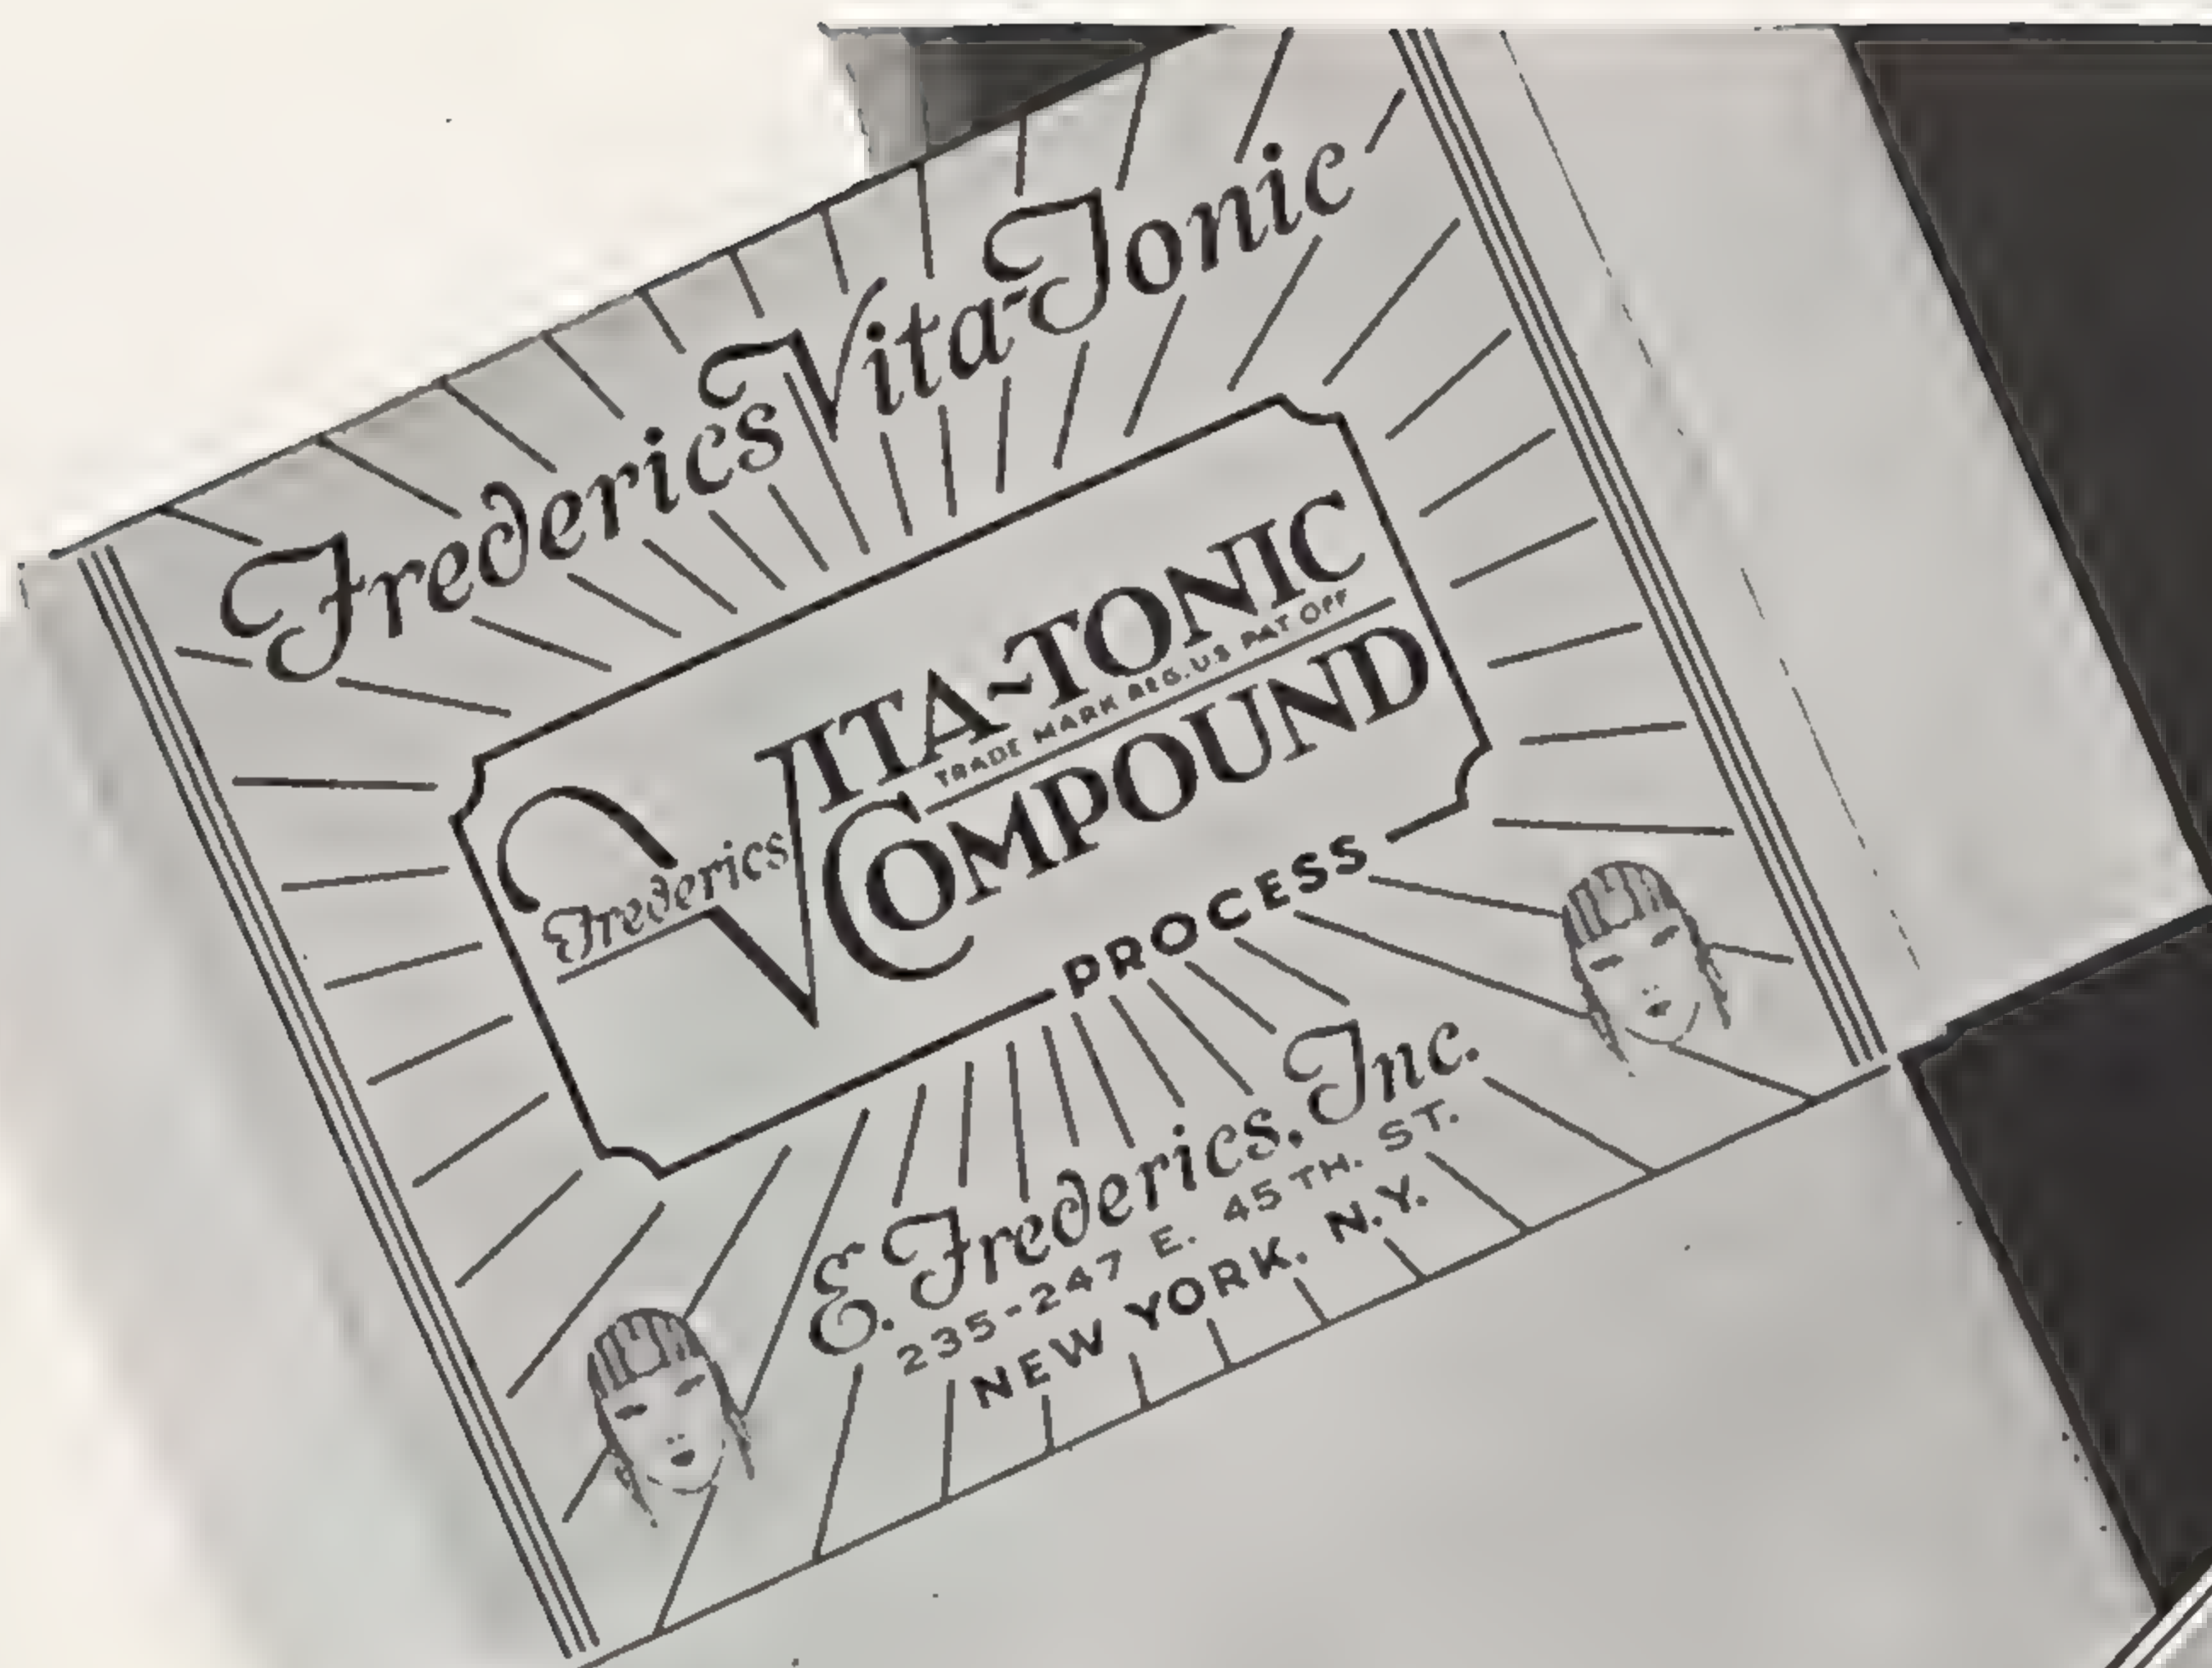 Frederics Vita-Tonic
Frederics VITA-TONIC
TRADE MARK REG. US PAT OFF
COMPOUND
PROCESS
E. Frederics, Inc.
235-247 E. 45TH. ST.
NEW YORK, N.Y.